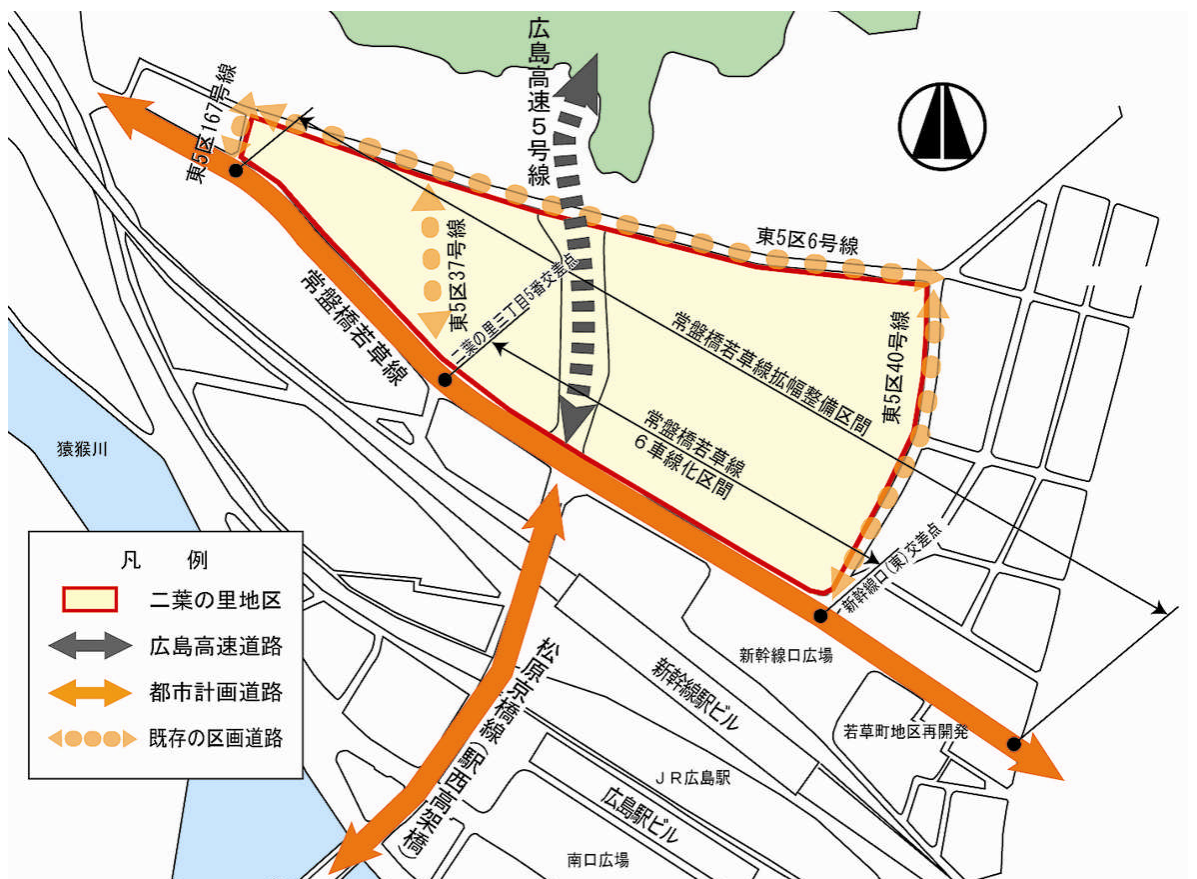 広島高速5号線
東5区167号線
東5区37号線
東5区6号線
東5区40号線
常盤橋若草線
二葉の里三丁目5番交差点
常盤橋若草線拡幅整備区間
常盤橋若草線
6車線化区間
新幹線口(東)交差点
猿猴川
凡 例
二葉の里地区
広島高速道路
都市計画道路
既存の区画道路
松原京橋線(駅西高架橋)
新幹線駅ビル
新幹線口広場
若草町地区再開発
JR広島駅
広島駅ビル
南口広場